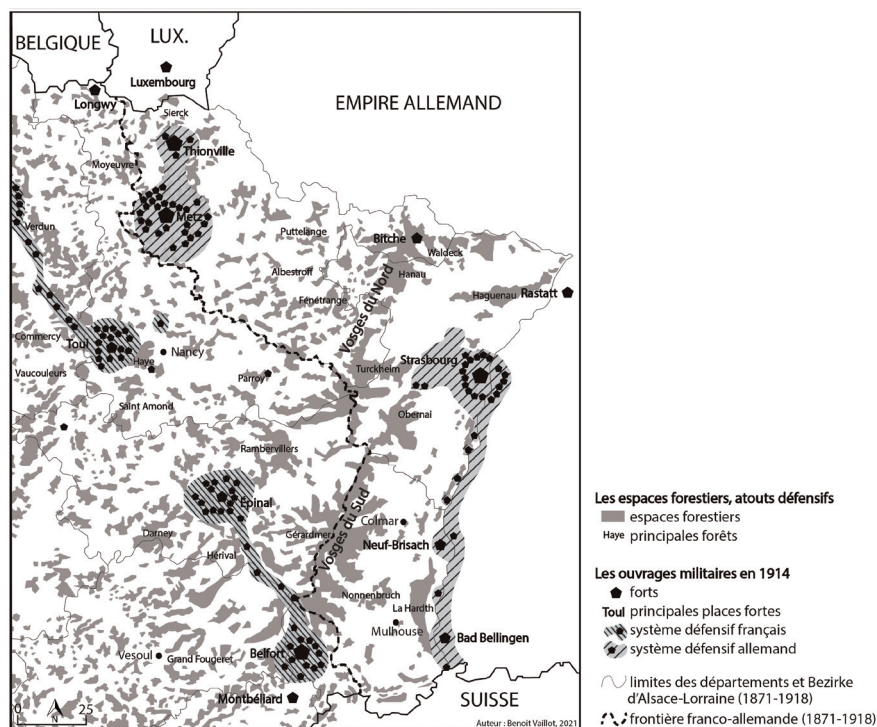 BELGIQUE
LUX.
Luxembourg
Longwy
EMPIRE ALLEMAND
Sierck
Thionville
Moyeuvre
Metz
Verdun
Puttelange
Bitche
Waldeck
Albestroff
Hanau
Fénétrange
Haguenau
Rastatt
Vosges du Nord
Commercy
Toul
Nancy
Haye
Vaucouleurs
Parroy
Turckheim
Strasbourg
Saint Amond
Obernai
Rambervillers
Epinal
Vosges du Sud
Colmar
Darney
Gérardmer
Neuf-Brisach
Hérival
Nonnenbruch
La Hardth
Mulhouse
Bad Bellingen
Vesoul
Grand Fougeret
Belfort
Montbéliard
SUISSE
0
N
25
Auteur : Benoit Vaillot, 2021
Les espaces forestiers, atouts défensifs
espaces forestiers
Haye principales forêts
Les ouvrages militaires en 1914
forts
Toul principales places fortes
système défensif français
système défensif allemand
limites des départements et Bezirke
d'Alsace-Lorraine (1871-1918)
frontière franco-allemande (1871-1918)